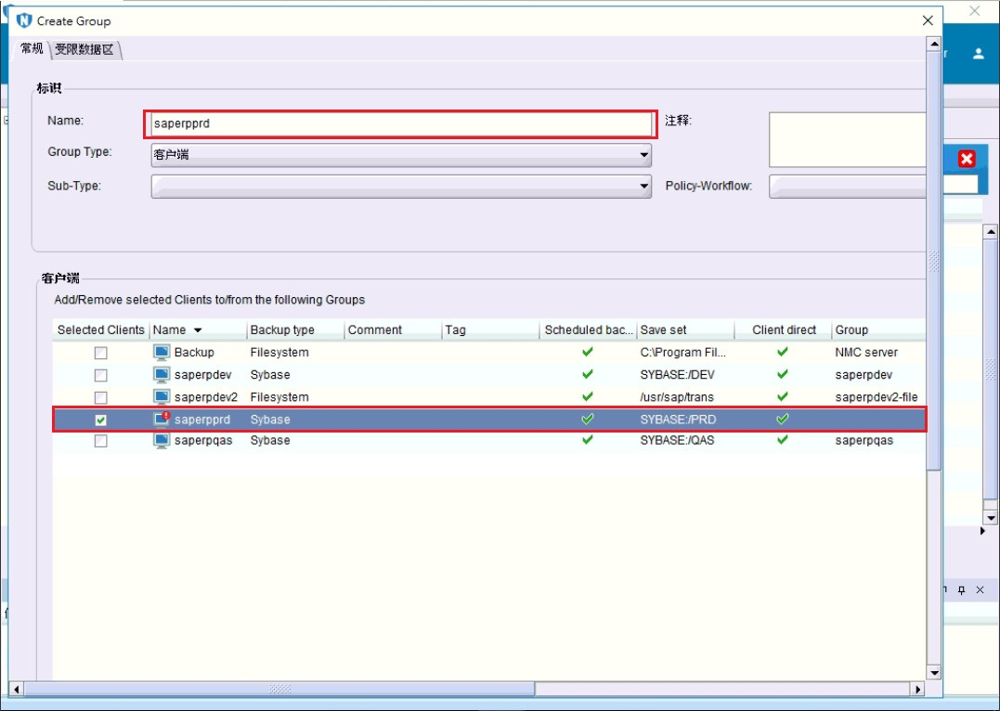 Create Group
常规 受限数据区
标识
Name: saperpprd 注释:
Group Type: 客户端
Sub-Type: Policy-Workflow:
客户端
Add/Remove selected Clients to/from the following Groups
Selected Clients Name Backup type Comment Tag Scheduled bac... Save set Client direct Group
Backup Filesystem C:\Program Fil... NMC server
saperpdev Sybase SYBASE:/DEV saperpdev
saperpdev2 Filesystem /usr/sap/trans saperpdev2-file
saperpprd Sybase SYBASE:/PRD
saperpqas Sybase SYBASE:/QAS saperpqas